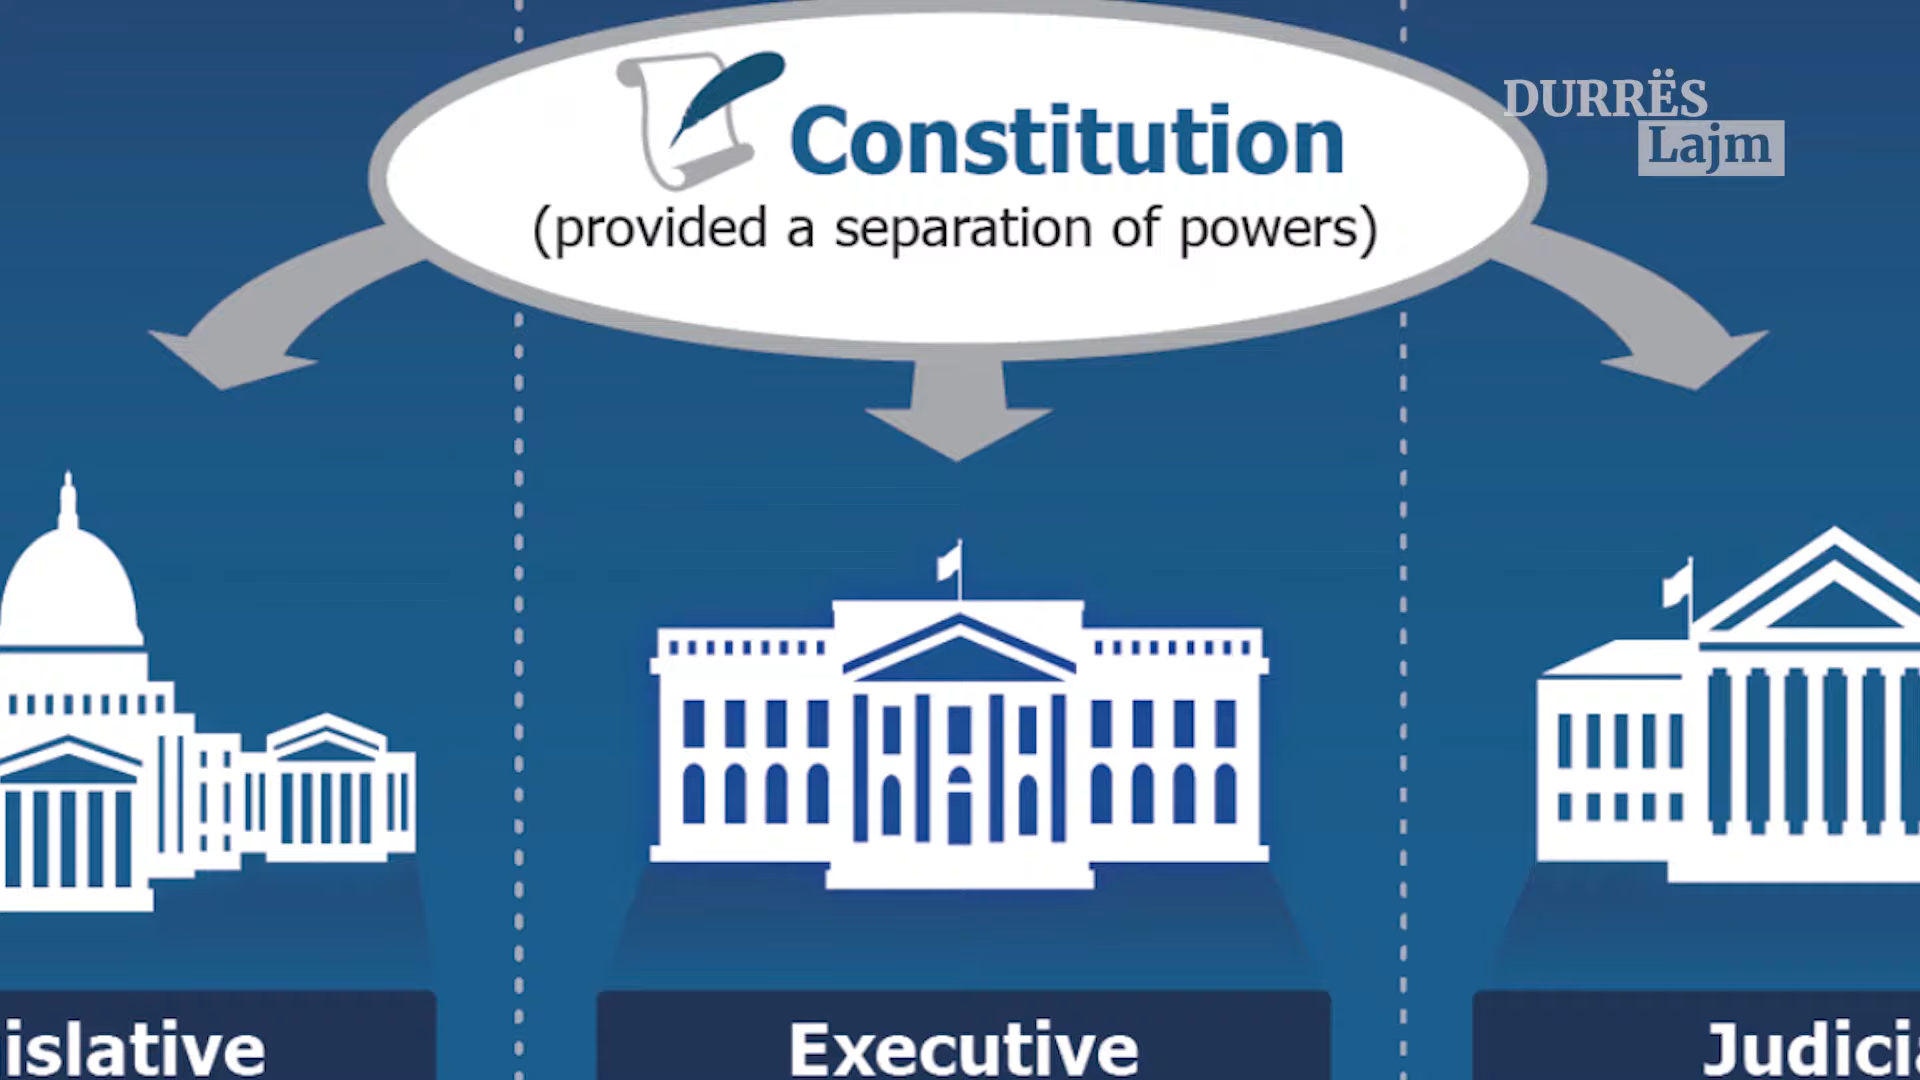 Constitution
(provided a separation of powers)
DURRËS
Lajm
islative
Executive
Judici